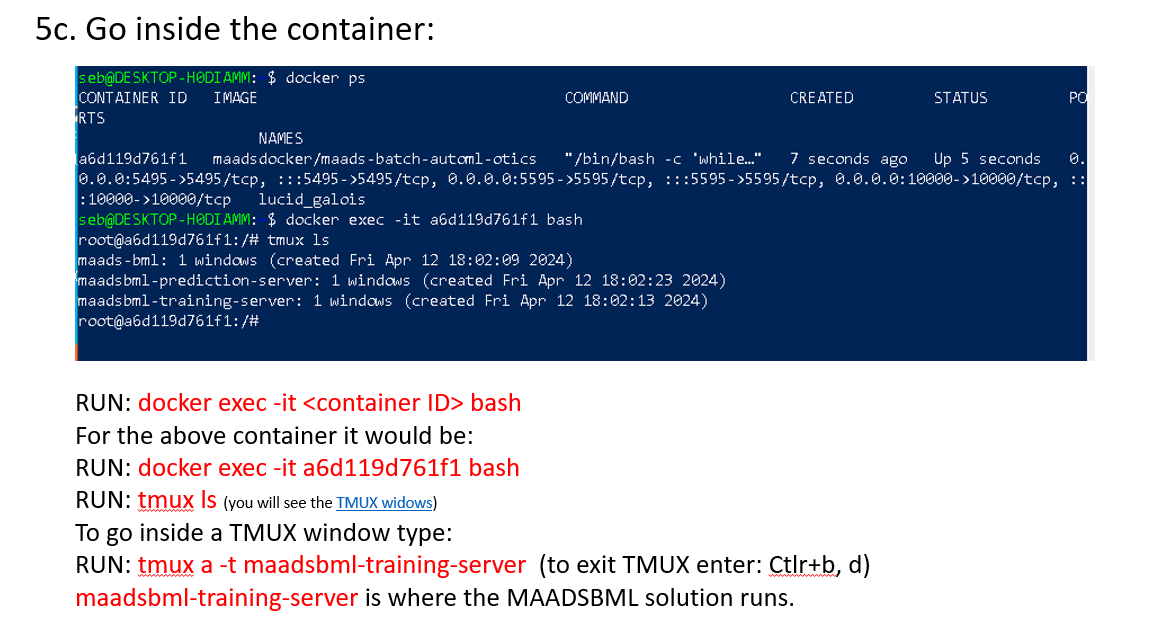 5c. Go inside the container:
seb@DESKTOP-H0DIAMM: $ docker ps
CONTAINER ID IMAGE COMMAND CREATED STATUS PO
RTS
NAMES
a6d119d761f1 maadsdocker/maads-batch-automl-otics "/bin/bash -c 'while…" 7 seconds ago Up 5 seconds 0.
0.0.0:5495->5495/tcp, :::5495->5495/tcp, 0.0.0.0:5595->5595/tcp, :::5595->5595/tcp, 0.0.0.0:10000->10000/tcp, ::
:10000->10000/tcp lucid_galois
seb@DESKTOP-H0DIAMM: $ docker exec -it a6d119d761f1 bash
root@a6d119d761f1:/# tmux ls
maads-bml: 1 windows (created Fri Apr 12 18:02:09 2024)
maadsbml-prediction-server: 1 windows (created Fri Apr 12 18:02:23 2024)
maadsbml-training-server: 1 windows (created Fri Apr 12 18:02:13 2024)
root@a6d119d761f1:/#
RUN: docker exec -it <container ID> bash
For the above container it would be:
RUN: docker exec -it a6d119d761f1 bash
RUN: tmux ls (you will see the TMUX widows)
To go inside a TMUX window type:
RUN: tmux a -t maadsbml-training-server (to exit TMUX enter: Ctlr+b, d)
maadsbml-training-server is where the MAADSBML solution runs.